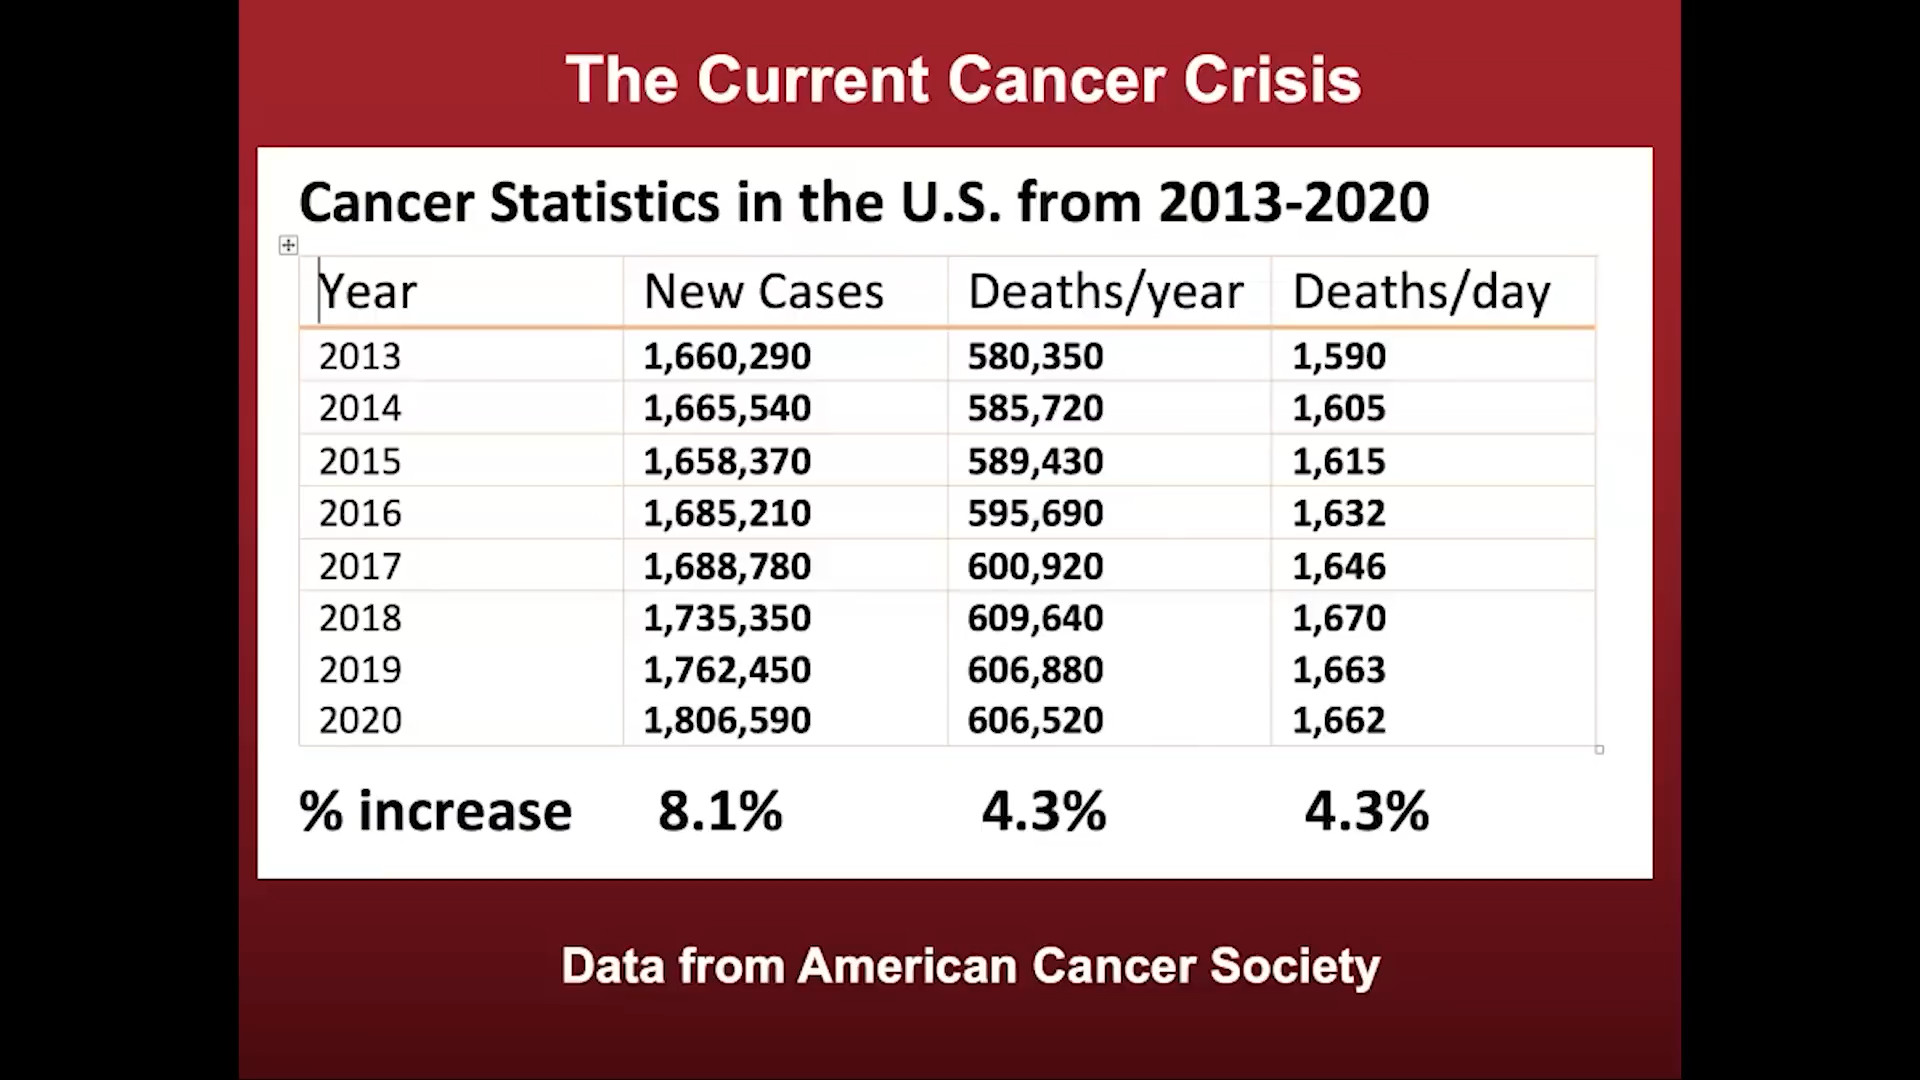 The Current Cancer Crisis
Cancer Statistics in the U.S. from 2013-2020
Year New Cases Deaths/year Deaths/day
2013 1,660,290 580,350 1,590
2014 1,665,540 585,720 1,605
2015 1,658,370 589,430 1,615
2016 1,685,210 595,690 1,632
2017 1,688,780 600,920 1,646
2018 1,735,350 609,640 1,670
2019 1,762,450 606,880 1,663
2020 1,806,590 606,520 1,662
% increase 8.1% 4.3% 4.3%
Data from American Cancer Society